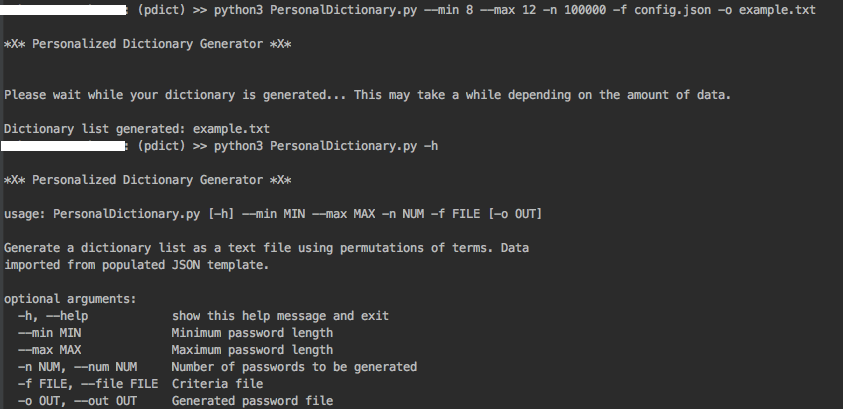 : (pdict) >> python3 PersonalDictionary.py --min 8 --max 12 -n 100000 -f config.json -o example.txt
*X* Personalized Dictionary Generator *X*
Please wait while your dictionary is generated... This may take a while depending on the amount of data.
Dictionary list generated: example.txt
: (pdict) >> python3 PersonalDictionary.py -h
*X* Personalized Dictionary Generator *X*
usage: PersonalDictionary.py [-h] --min MIN --max MAX -n NUM -f FILE [-o OUT]
Generate a dictionary list as a text file using permutations of terms. Data
imported from populated JSON template.
optional arguments:
-h, --help show this help message and exit
--min MIN Minimum password length
--max MAX Maximum password length
-n NUM, --num NUM Number of passwords to be generated
-f FILE, --file FILE Criteria file
-o OUT, --out OUT Generated password file